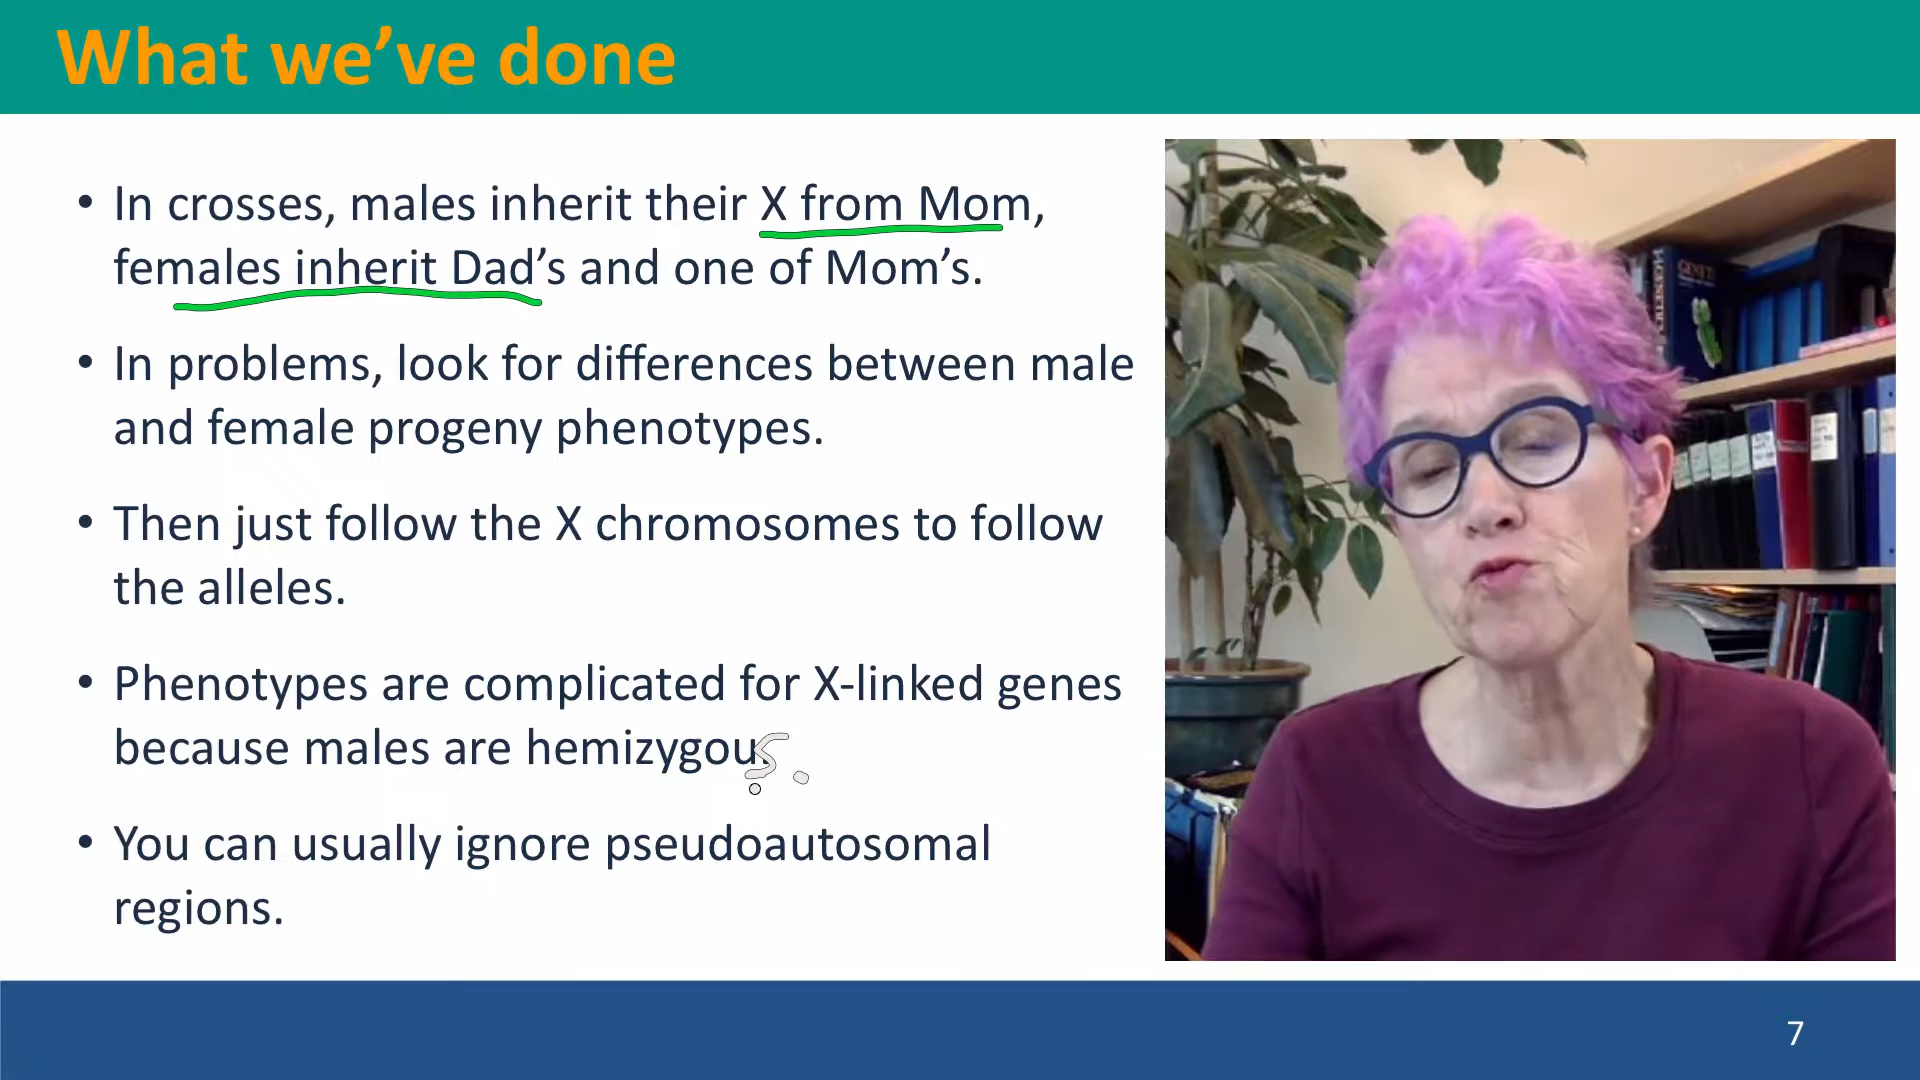 What we’ve done
• In crosses, males inherit their X from Mom,
females inherit Dad’s and one of Mom’s.
• In problems, look for differences between male
and female progeny phenotypes.
• Then just follow the X chromosomes to follow
the alleles.
• Phenotypes are complicated for X-linked genes
because males are hemizygous.
• You can usually ignore pseudoautosomal
regions.
GENET
7